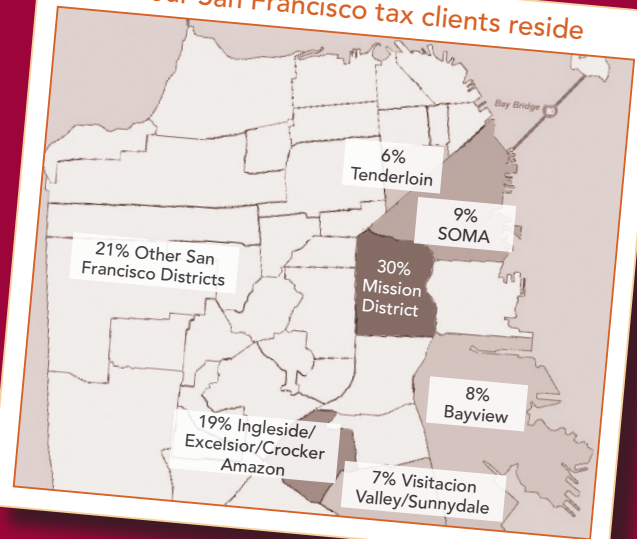 San Francisco tax clients reside
Bay Bridge
6%
Tenderloin
9%
SOMA
21% Other San
Francisco Districts
30%
Mission
District
8%
Bayview
19% Ingleside/
Excelsior/Crocker
Amazon
7% Visitacion
Valley/Sunnydale